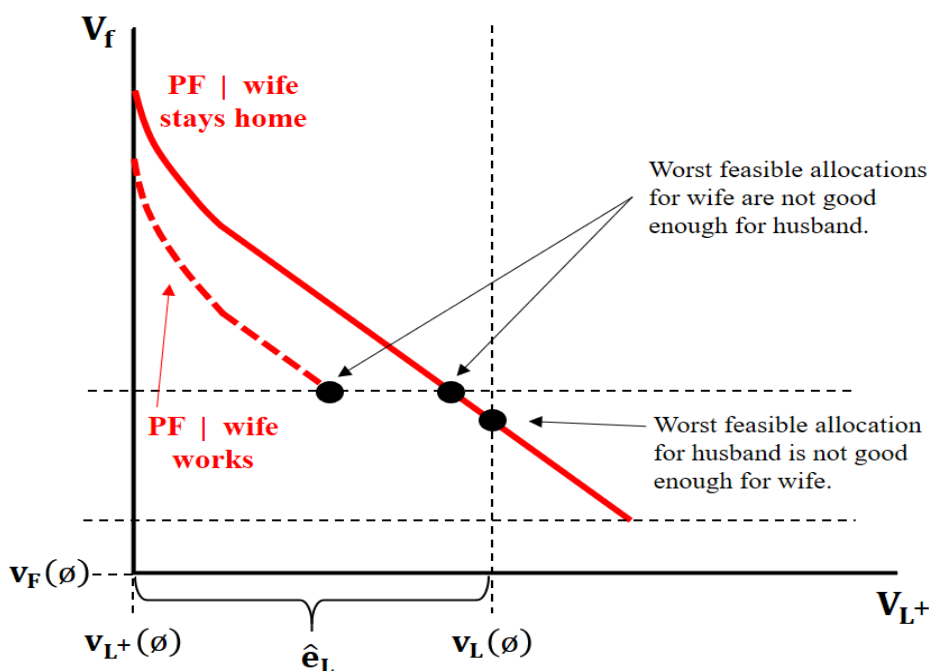 V_f
PF | wife
stays home
Worst feasible allocations
for wife are not good
enough for husband.
PF | wife
works
Worst feasible allocation
for husband is not good
enough for wife.
v_F(ø)
V_L+
v_L+(ø)
ê_L
v_L(ø)